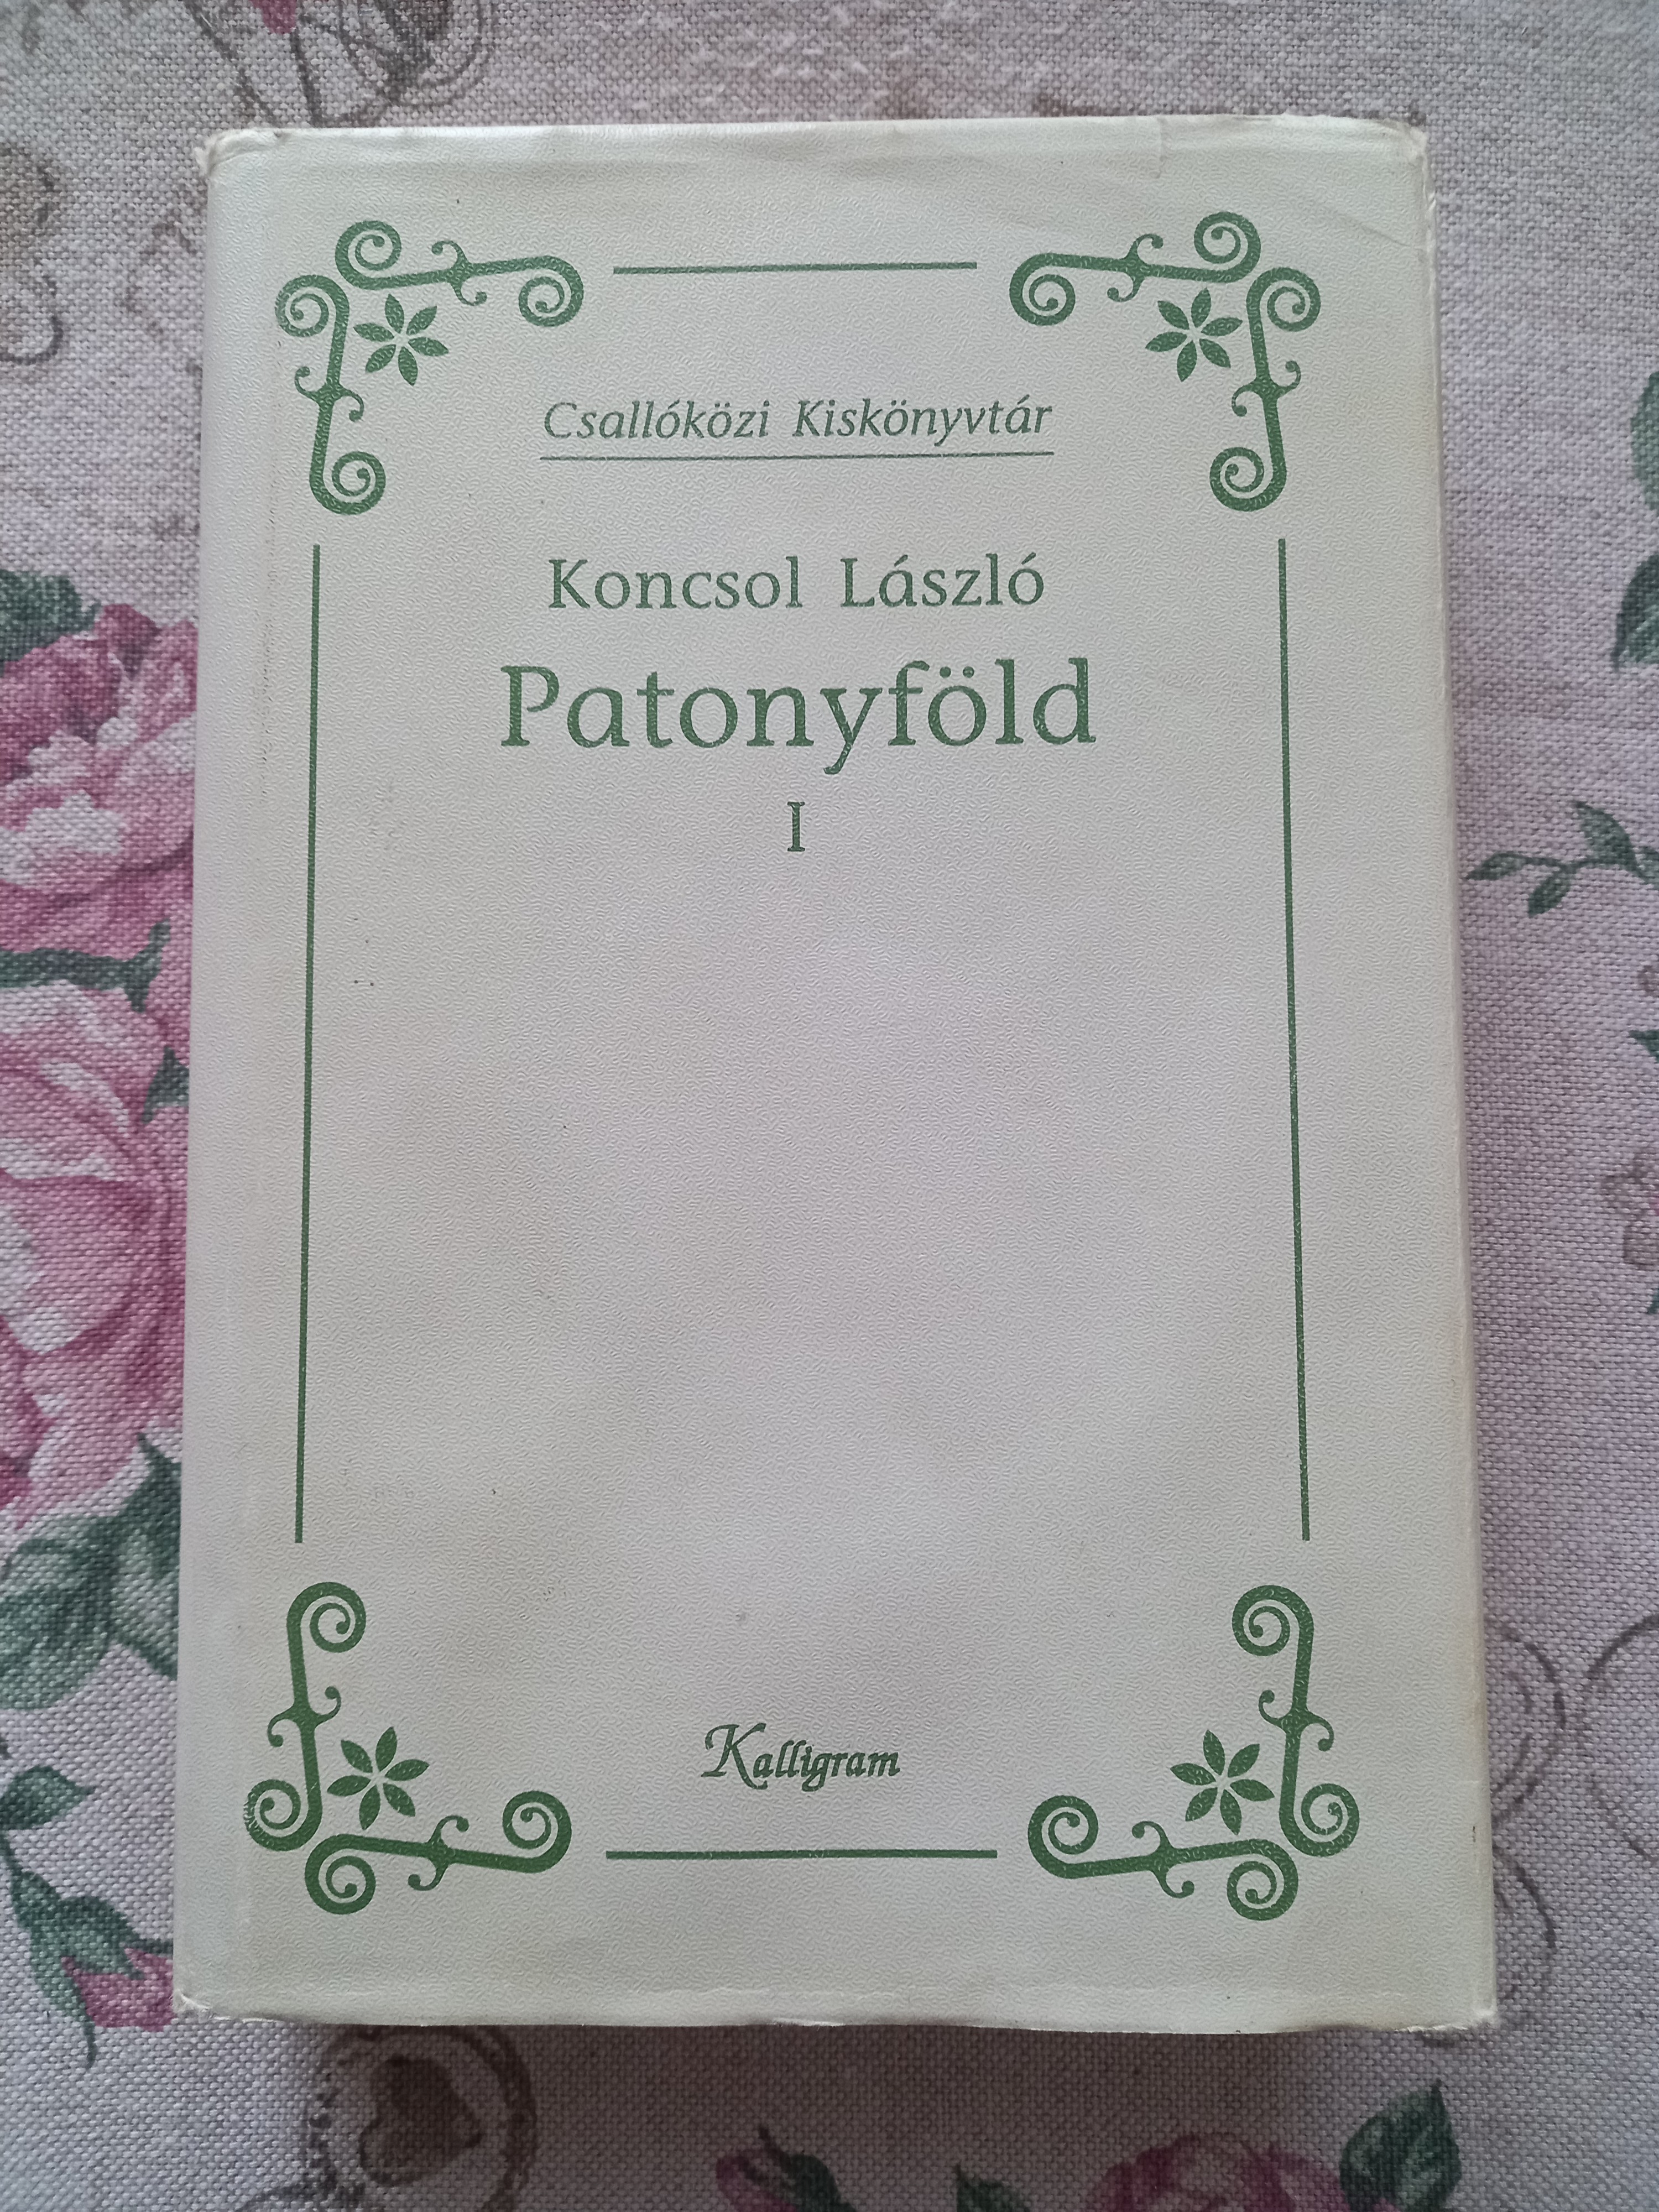 Csallóközi Kiskönyvtár
Koncsol László
Patonyföld
I
Kalligram